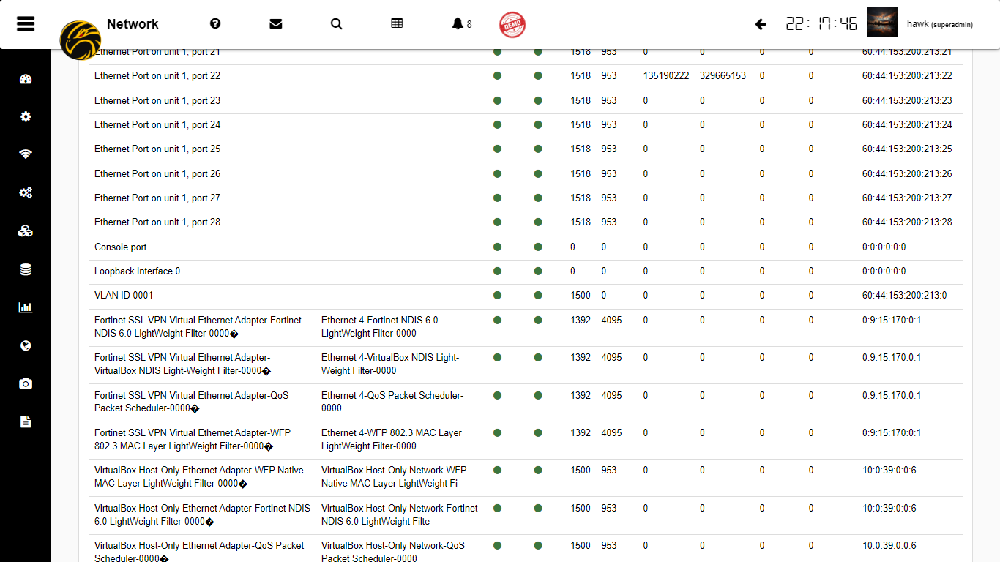 Network
8
DEMO
22:17:46
hawk (superadmin)
Ethernet Port on unit 1, port 21 1518 953 0 0 0 0 60:44:153:200:213:21
Ethernet Port on unit 1, port 22 1518 953 135190222 329665153 0 0 60:44:153:200:213:22
Ethernet Port on unit 1, port 23 1518 953 0 0 0 0 60:44:153:200:213:23
Ethernet Port on unit 1, port 24 1518 953 0 0 0 0 60:44:153:200:213:24
Ethernet Port on unit 1, port 25 1518 953 0 0 0 0 60:44:153:200:213:25
Ethernet Port on unit 1, port 26 1518 953 0 0 0 0 60:44:153:200:213:26
Ethernet Port on unit 1, port 27 1518 953 0 0 0 0 60:44:153:200:213:27
Ethernet Port on unit 1, port 28 1518 953 0 0 0 0 60:44:153:200:213:28
Console port 0 0 0 0 0 0 0:0:0:0:0:0
Loopback Interface 0 0 0 0 0 0 0 0:0:0:0:0:0
VLAN ID 0001 1500 0 0 0 0 0 60:44:153:200:213:0
Fortinet SSL VPN Virtual Ethernet Adapter-Fortinet Ethernet 4-Fortinet NDIS 6.0 1392 4095 0 0 0 0 0:9:15:170:0:1
NDIS 6.0 LightWeight Filter-0000� LightWeight Filter-0000
Fortinet SSL VPN Virtual Ethernet Adapter- Ethernet 4-VirtualBox NDIS Light- 1392 4095 0 0 0 0 0:9:15:170:0:1
VirtualBox NDIS Light-Weight Filter-0000� Weight Filter-0000
Fortinet SSL VPN Virtual Ethernet Adapter-QoS Ethernet 4-QoS Packet Scheduler- 1392 4095 0 0 0 0 0:9:15:170:0:1
Packet Scheduler-0000� 0000
Fortinet SSL VPN Virtual Ethernet Adapter-WFP Ethernet 4-WFP 802.3 MAC Layer 1392 4095 0 0 0 0 0:9:15:170:0:1
802.3 MAC Layer LightWeight Filter-0000� LightWeight Filter-0000
VirtualBox Host-Only Ethernet Adapter-WFP Native VirtualBox Host-Only Network-WFP 1500 953 0 0 0 0 10:0:39:0:0:6
MAC Layer LightWeight Filter-0000� Native MAC Layer LightWeight Fi
VirtualBox Host-Only Ethernet Adapter-Fortinet NDIS VirtualBox Host-Only Network-Fortinet 1500 953 0 0 0 0 10:0:39:0:0:6
6.0 LightWeight Filter-0000� NDIS 6.0 LightWeight Filte
VirtualBox Host-Only Ethernet Adapter-QoS Packet VirtualBox Host-Only Network-QoS 1500 953 0 0 0 0 10:0:39:0:0:6
Scheduler-0000� Packet Scheduler-0000